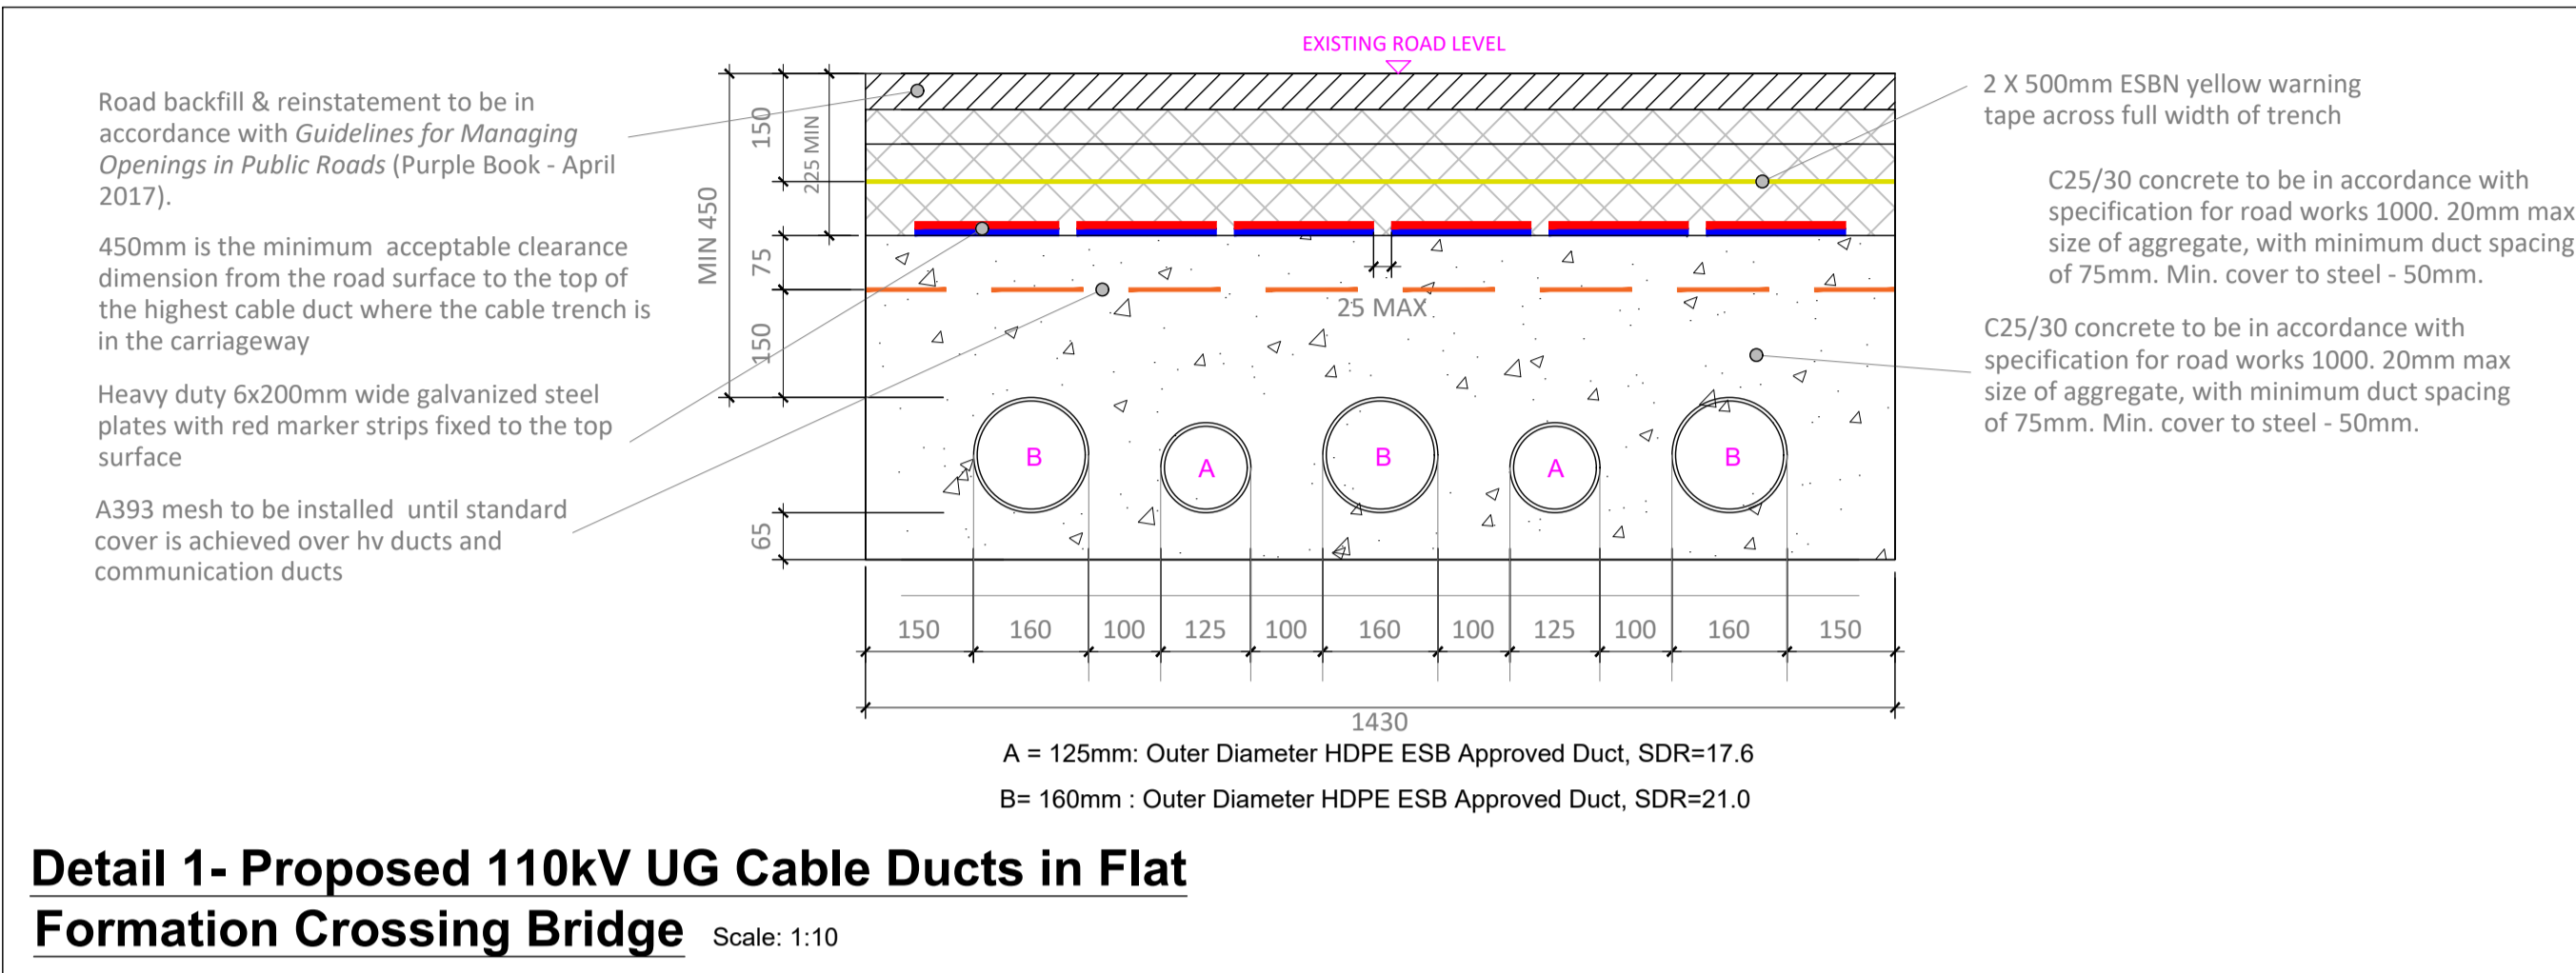 EXISTING ROAD LEVEL
Road backfill & reinstatement to be in
accordance with Guidelines for Managing
Openings in Public Roads (Purple Book - April
2017).
450mm is the minimum acceptable clearance
dimension from the road surface to the top of
the highest cable duct where the cable trench is
in the carriageway
Heavy duty 6x200mm wide galvanized steel
plates with red marker strips fixed to the top
surface
A393 mesh to be installed until standard
cover is achieved over hv ducts and
communication ducts
MIN 450
150
225 MIN
75
150
65
25 MAX
B
A
B
A
B
2 X 500mm ESBN yellow warning
tape across full width of trench
C25/30 concrete to be in accordance with
specification for road works 1000. 20mm max
size of aggregate, with minimum duct spacing
of 75mm. Min. cover to steel - 50mm.
C25/30 concrete to be in accordance with
specification for road works 1000. 20mm max
size of aggregate, with minimum duct spacing
of 75mm. Min. cover to steel - 50mm.
150 160 100 125 100 160 100 125 100 160 150
1430
A = 125mm: Outer Diameter HDPE ESB Approved Duct, SDR=17.6
B= 160mm : Outer Diameter HDPE ESB Approved Duct, SDR=21.0
Detail 1- Proposed 110kV UG Cable Ducts in Flat
Formation Crossing Bridge Scale: 1:10